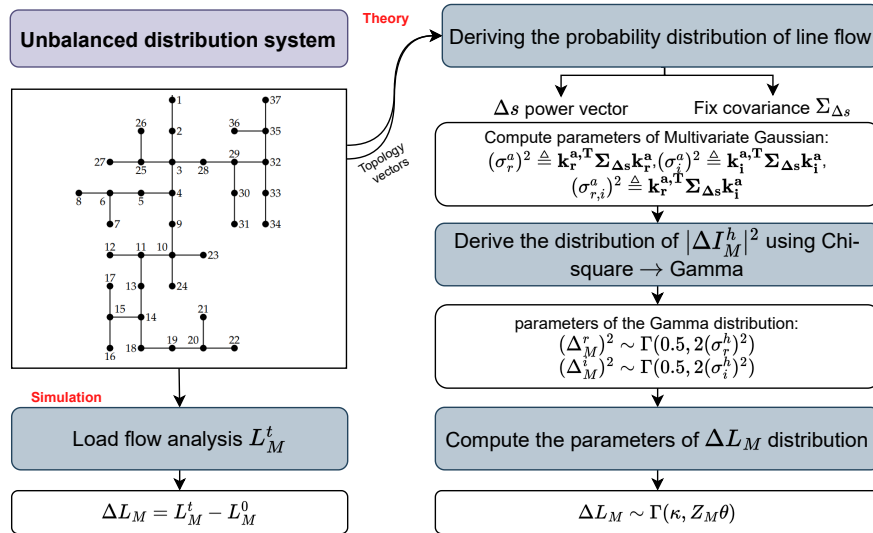 Unbalanced distribution system
Theory
Deriving the probability distribution of line flow
Δs power vector
Fix covariance Σ_Δs
Topology
vectors
1
37
26
2
36
35
27
25
3
28
29
32
8
6
5
4
30
33
7
9
31
34
12
11
10
23
17
13
24
15
14
21
16
18
19
20
22
Compute parameters of Multivariate Gaussian:
(σ_r^a)^2 ≜ k_r^{a,T} Σ_Δs k_r^a, (σ_i^a)^2 ≜ k_i^{a,T} Σ_Δs k_i^a,
(σ_{r,i}^a)^2 ≜ k_r^{a,T} Σ_Δs k_i^a
Derive the distribution of |ΔI_M^h|^2 using Chi-
square → Gamma
parameters of the Gamma distribution:
(Δ_M^r)^2 ∼ Γ(0.5, 2(σ_r^h)^2)
(Δ_M^i)^2 ∼ Γ(0.5, 2(σ_i^h)^2)
Simulation
Load flow analysis L_M^t
Compute the parameters of ΔL_M distribution
ΔL_M = L_M^t − L_M^0
ΔL_M ∼ Γ(κ, Z_M θ)